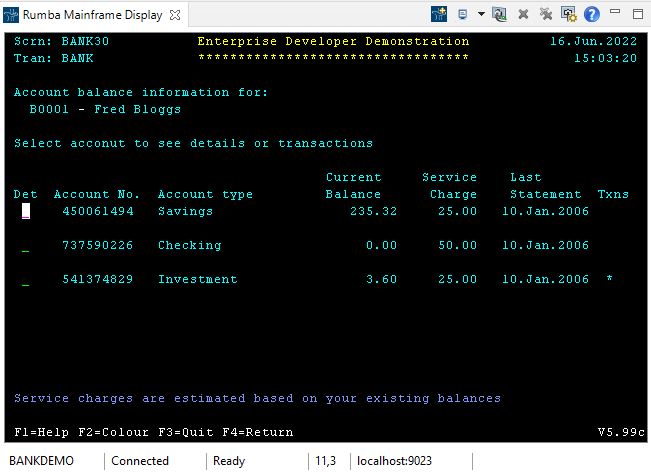 Rumba Mainframe Display
Scrn: BANK30 Enterprise Developer Demonstration 16.Jun.2022
Tran: BANK ********************************** 15:03:20
Account balance information for:
B0001 - Fred Bloggs
Select acconut to see details or transactions
Current Service Last
Det Account No. Account type Balance Charge Statement Txns
450061494 Savings 235.32 25.00 10.Jan.2006
_ 737590226 Checking 0.00 50.00 10.Jan.2006
_ 541374829 Investment 3.60 25.00 10.Jan.2006 *
Service charges are estimated based on your existing balances
F1=Help F2=Colour F3=Quit F4=Return V5.99c
BANKDEMO Connected Ready 11,3 localhost:9023